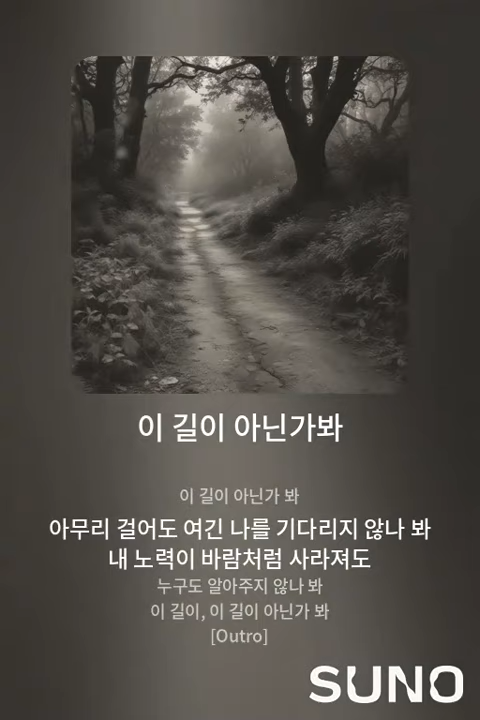 이 길이 아닌가봐
이 길이 아닌가 봐
아무리 걸어도 여긴 나를 기다리지 않나 봐
내 노력이 바람처럼 사라져도
누구도 알아주지 않나 봐
이 길이, 이 길이 아닌가 봐
[Outro]
SUNO